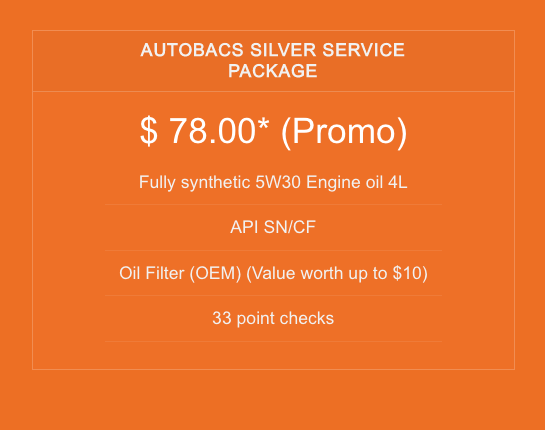 AUTOBACS SILVER SERVICE
PACKAGE
$ 78.00* (Promo)
Fully synthetic 5W30 Engine oil 4L
API SN/CF
Oil Filter (OEM) (Value worth up to $10)
33 point checks